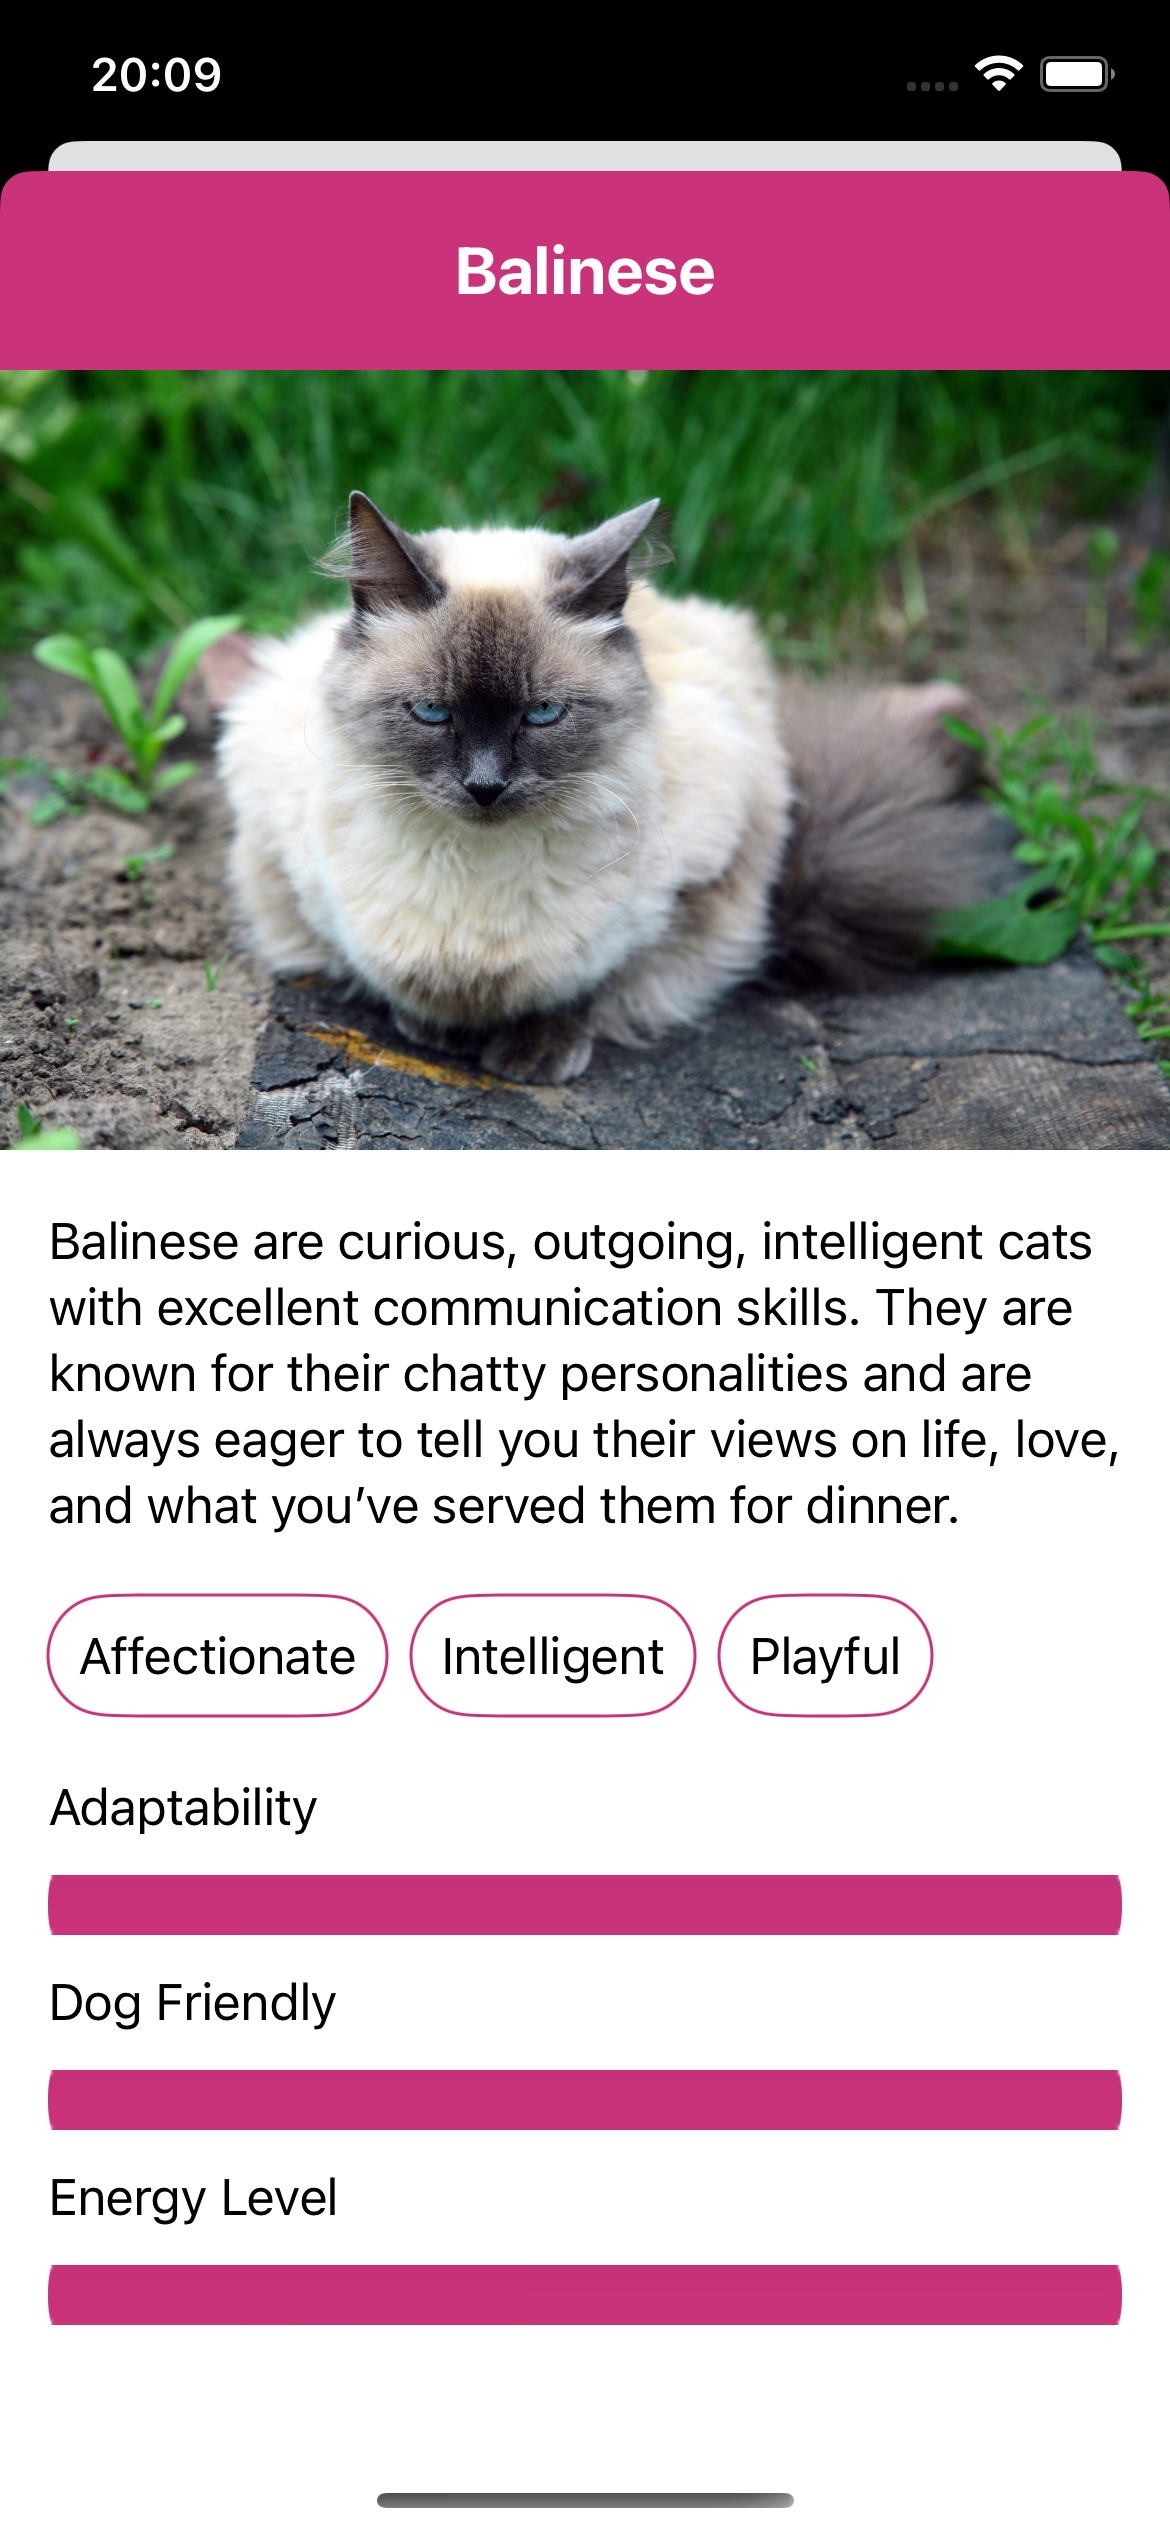 20:09
Balinese
Balinese are curious, outgoing, intelligent cats
with excellent communication skills. They are
known for their chatty personalities and are
always eager to tell you their views on life, love,
and what you’ve served them for dinner.
Affectionate Intelligent Playful
Adaptability
Dog Friendly
Energy Level